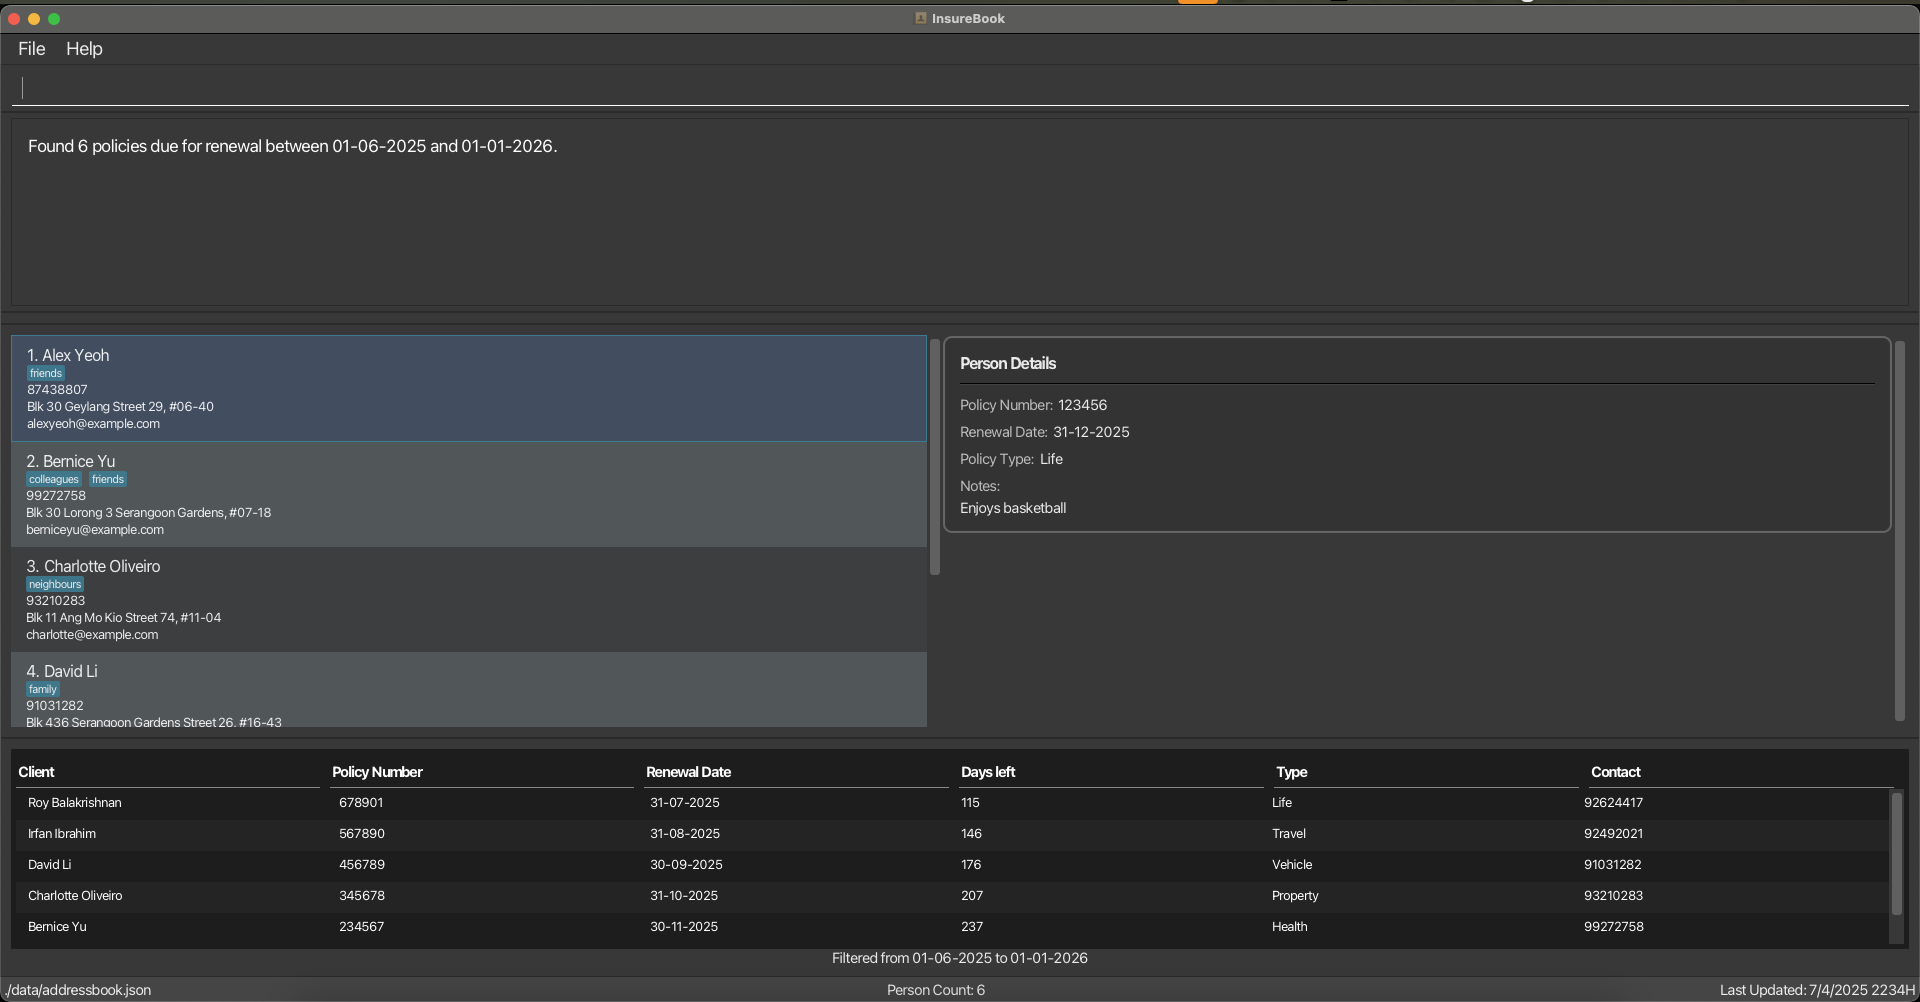 InsureBook
File Help
Found 6 policies due for renewal between 01-06-2025 and 01-01-2026.
1. Alex Yeoh
friends
87438807
Blk 30 Geylang Street 29, #06-40
alexyeoh@example.com
2. Bernice Yu
colleagues friends
99272758
Blk 30 Lorong 3 Serangoon Gardens, #07-18
berniceyu@example.com
3. Charlotte Oliveiro
neighbours
93210283
Blk 11 Ang Mo Kio Street 74, #11-04
charlotte@example.com
4. David Li
family
91031282
Blk 436 Serangoon Gardens Street 26, #16-43
Person Details
Policy Number: 123456
Renewal Date: 31-12-2025
Policy Type: Life
Notes:
Enjoys basketball
Client Policy Number Renewal Date Days left Type Contact
Roy Balakrishnan 678901 31-07-2025 115 Life 92624417
Irfan Ibrahim 567890 31-08-2025 146 Travel 92492021
David Li 456789 30-09-2025 176 Vehicle 91031282
Charlotte Oliveiro 345678 31-10-2025 207 Property 93210283
Bernice Yu 234567 30-11-2025 237 Health 99272758
Filtered from 01-06-2025 to 01-01-2026
./data/addressbook.json Person Count: 6 Last Updated: 7/4/2025 2234H